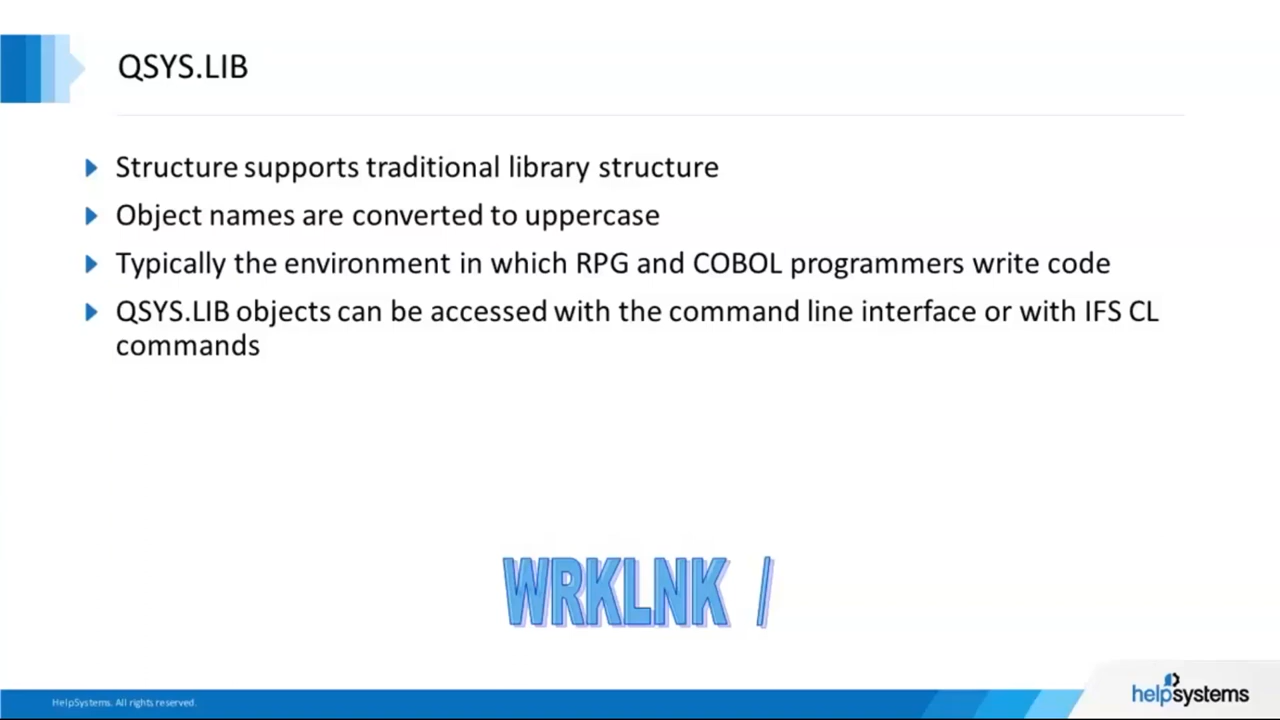 QSYS.LIB
Structure supports traditional library structure
Object names are converted to uppercase
Typically the environment in which RPG and COBOL programmers write code
QSYS.LIB objects can be accessed with the command line interface or with IFS CL
commands
WRKLNK /
HelpSystems. All rights reserved.
helpsystems